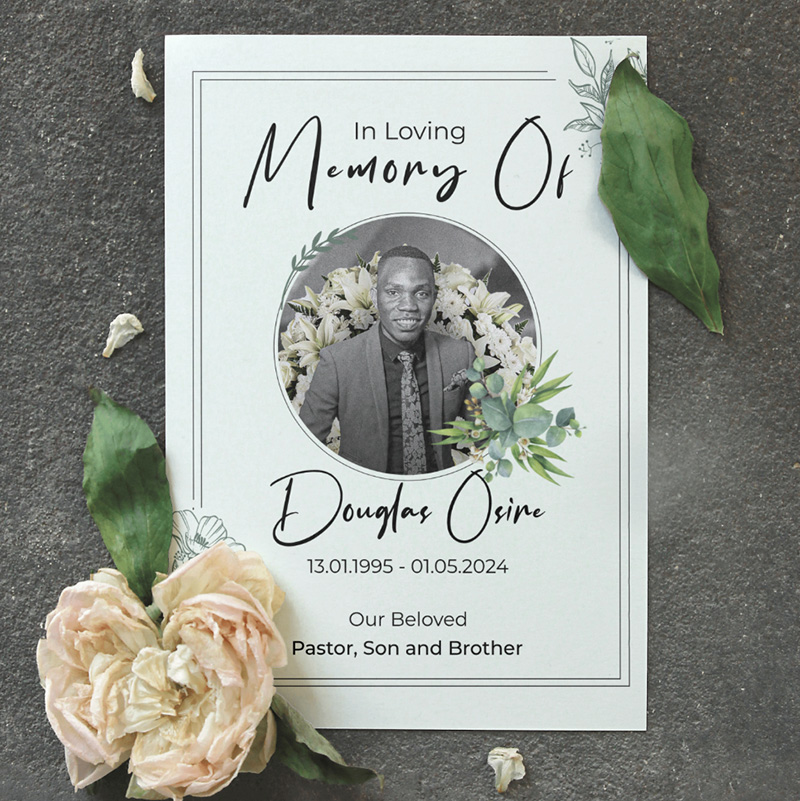 In Loving
Memory Of
Douglas Osire
13.01.1995 - 01.05.2024
Our Beloved
Pastor, Son and Brother